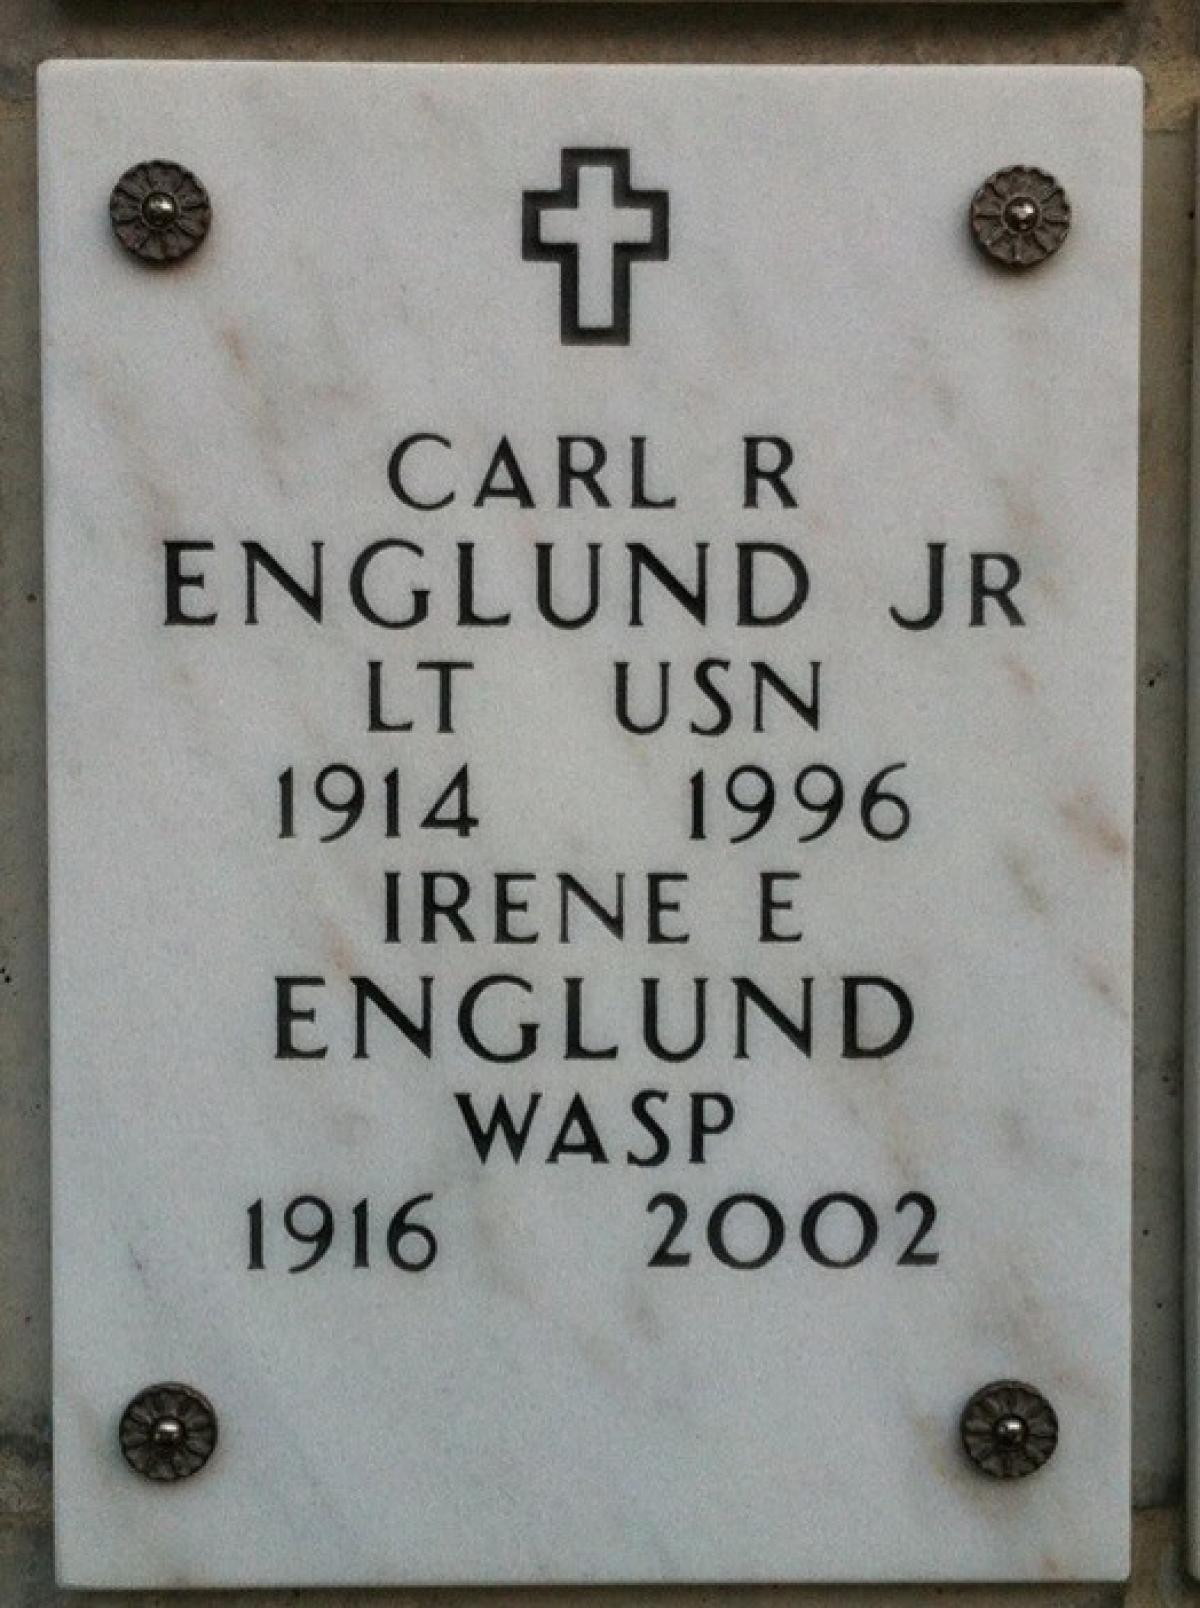 CARL R
ENGLUND JR
LT USN
1914 1996
IRENE E
ENGLUND
WASP
1916 2002